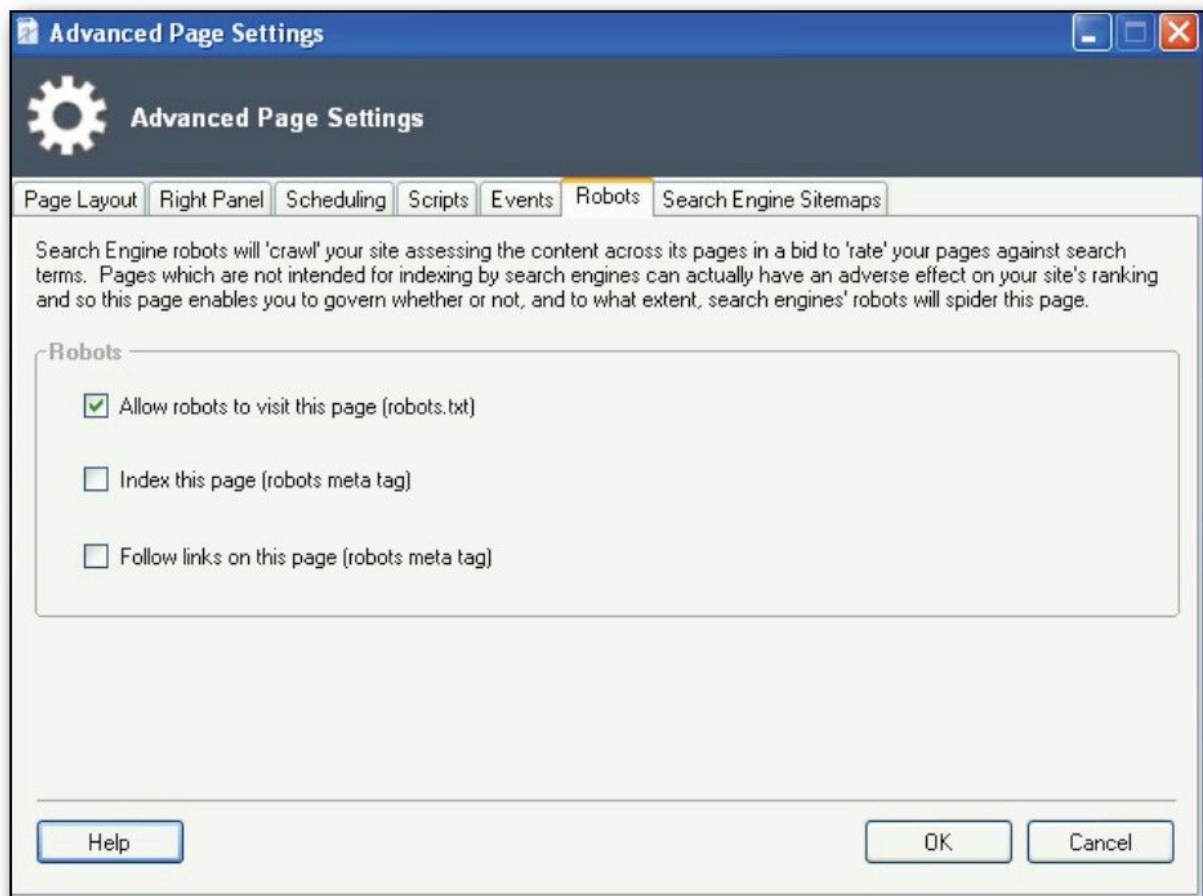 Advanced Page Settings
Advanced Page Settings
Page Layout Right Panel Scheduling Scripts Events Robots Search Engine Sitemaps
Search Engine robots will 'crawl' your site assessing the content across its pages in a bid to 'rate' your pages against search
terms. Pages which are not intended for indexing by search engines can actually have an adverse effect on your site's ranking
and so this page enables you to govern whether or not, and to what extent, search engines' robots will spider this page.
Robots
Allow robots to visit this page (robots.txt)
Index this page (robots meta tag)
Follow links on this page (robots meta tag)
Help OK Cancel